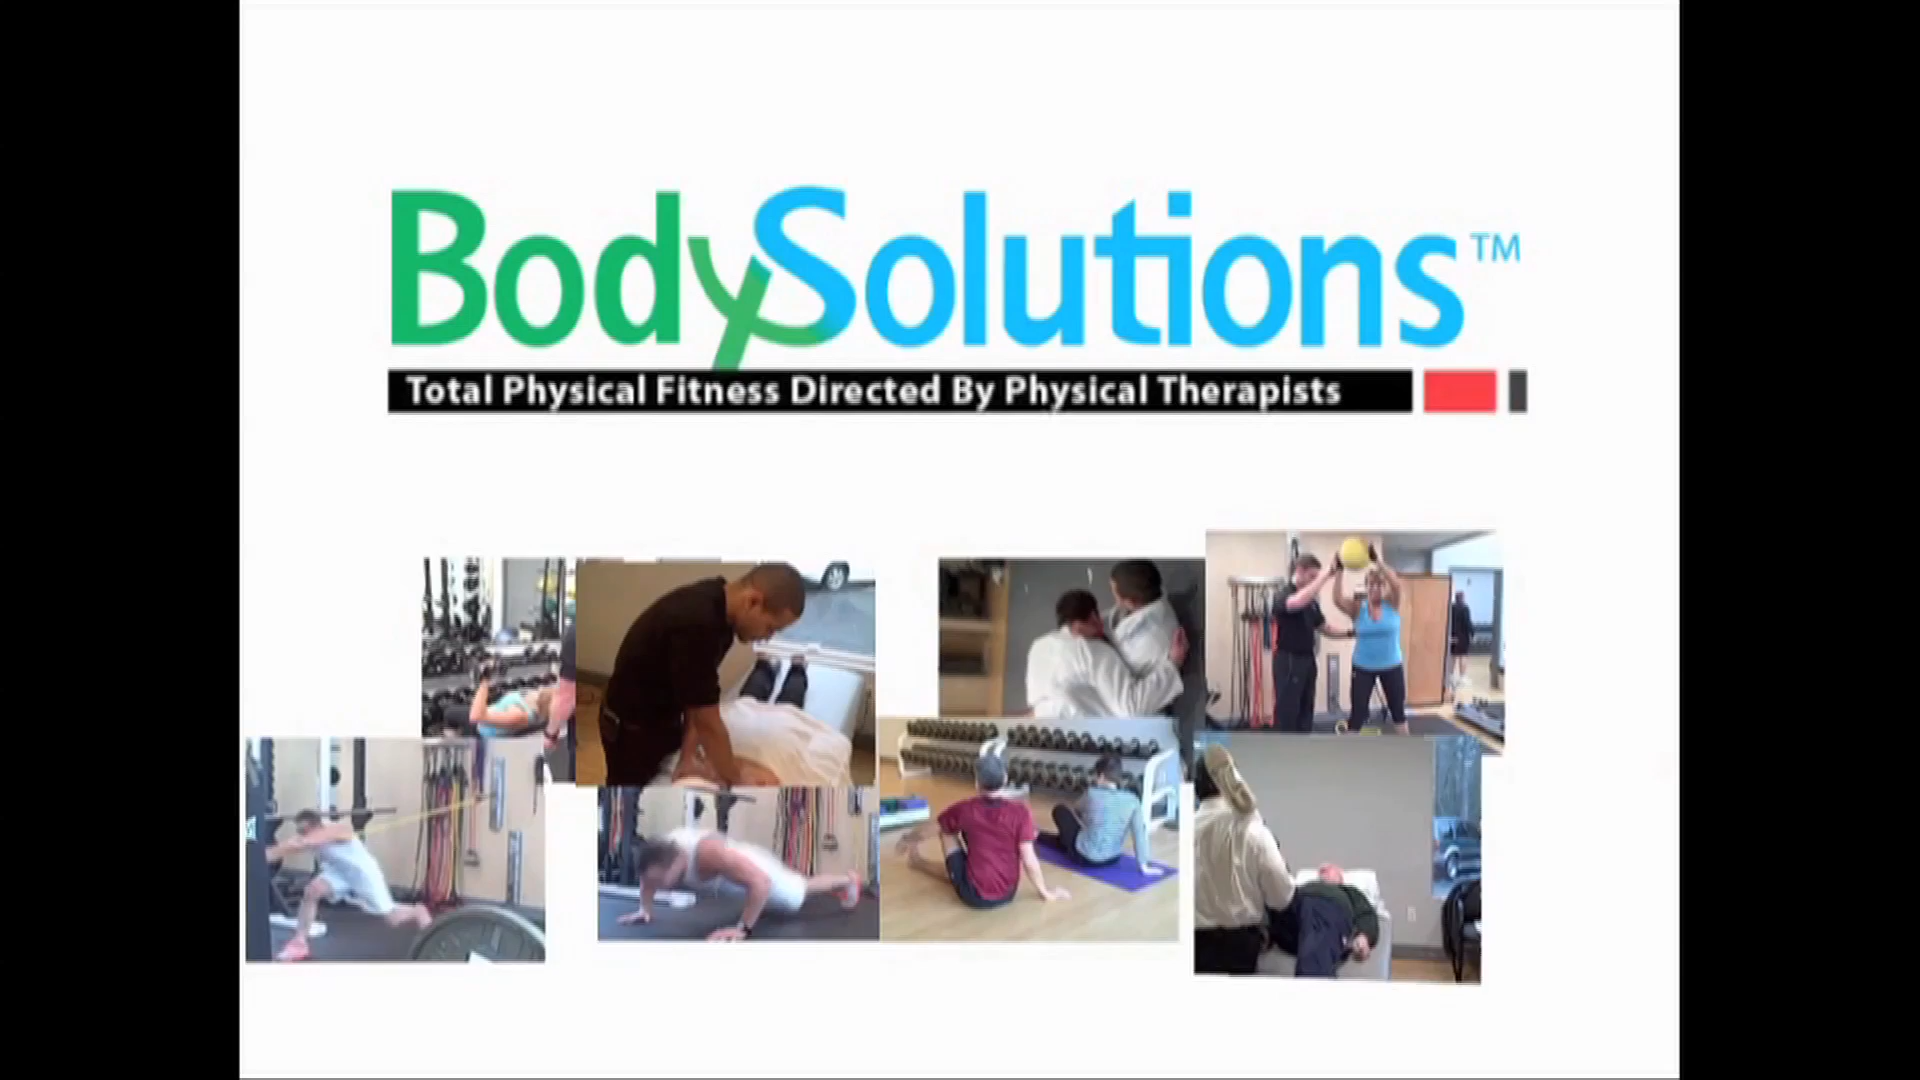 BodySolutions™
Total Physical Fitness Directed By Physical Therapists